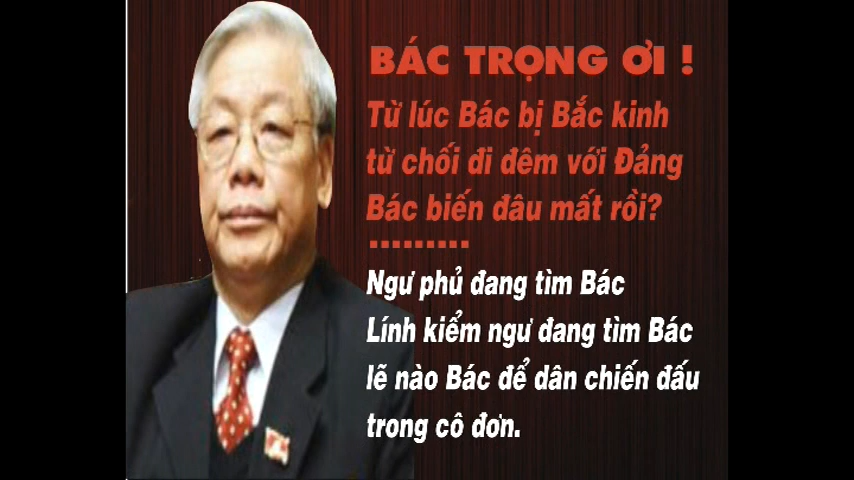 BÁC TRỌNG ƠI !
Từ lúc Bác bị Bắc kinh
từ chối đi đêm với Đảng
Bác biến đâu mất rồi?
.........
Ngư phủ đang tìm Bác
Lính kiểm ngư đang tìm Bác
lẽ nào Bác để dân chiến đấu
trong cô đơn.